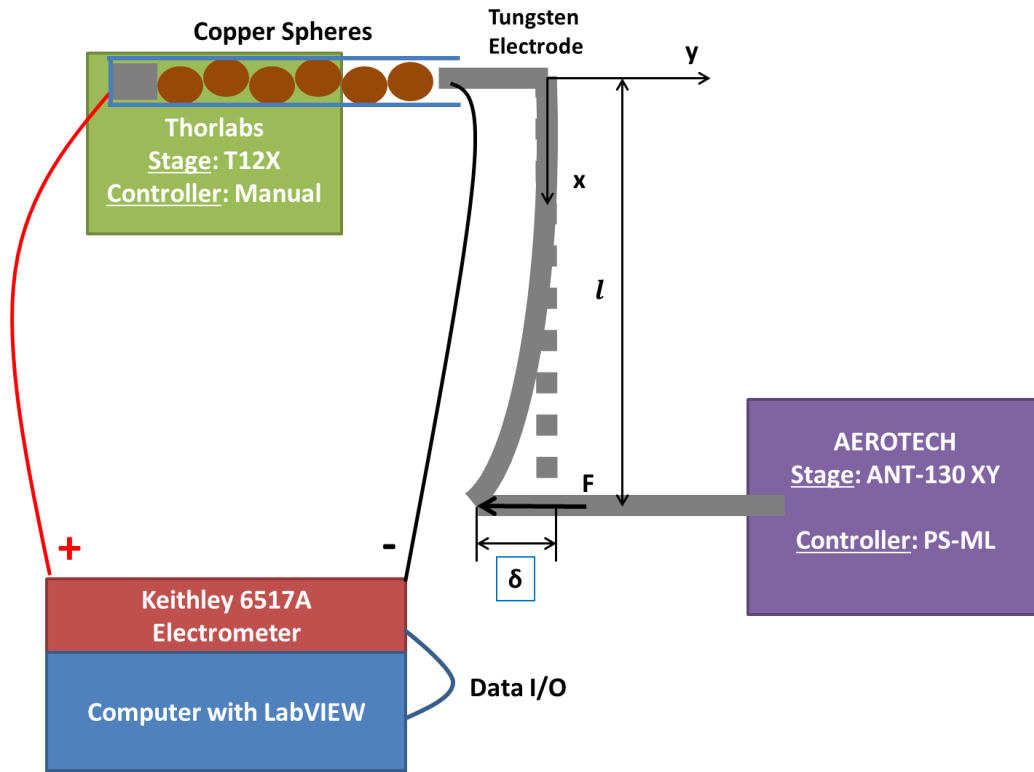 Copper Spheres
Tungsten
Electrode
y
Thorlabs
Stage: T12X
Controller: Manual
x
l
AEROTECH
Stage: ANT-130 XY
Controller: PS-ML
F
δ
+
-
Keithley 6517A
Electrometer
Data I/O
Computer with LabVIEW